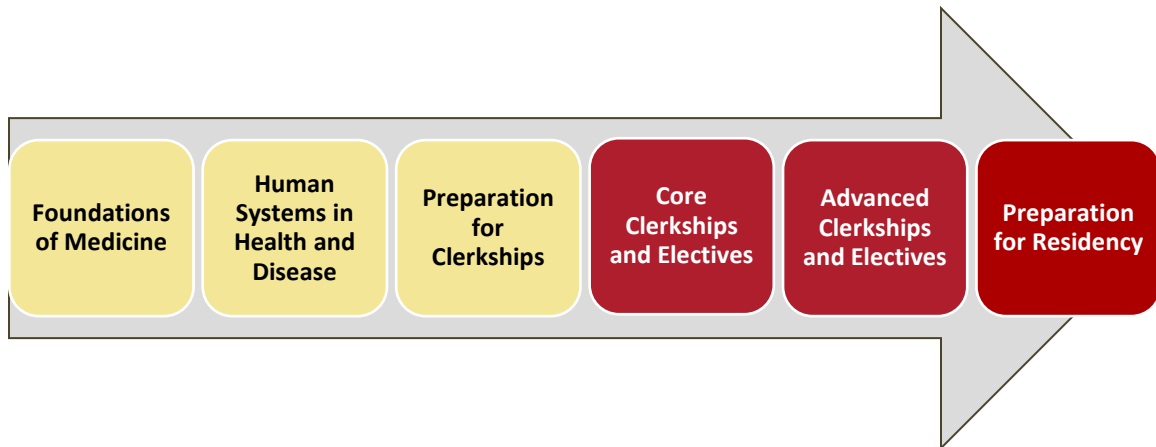 Foundations
of Medicine
Human
Systems in
Health and
Disease
Preparation
for
Clerkships
Core
Clerkships
and Electives
Advanced
Clerkships
and Electives
Preparation
for Residency